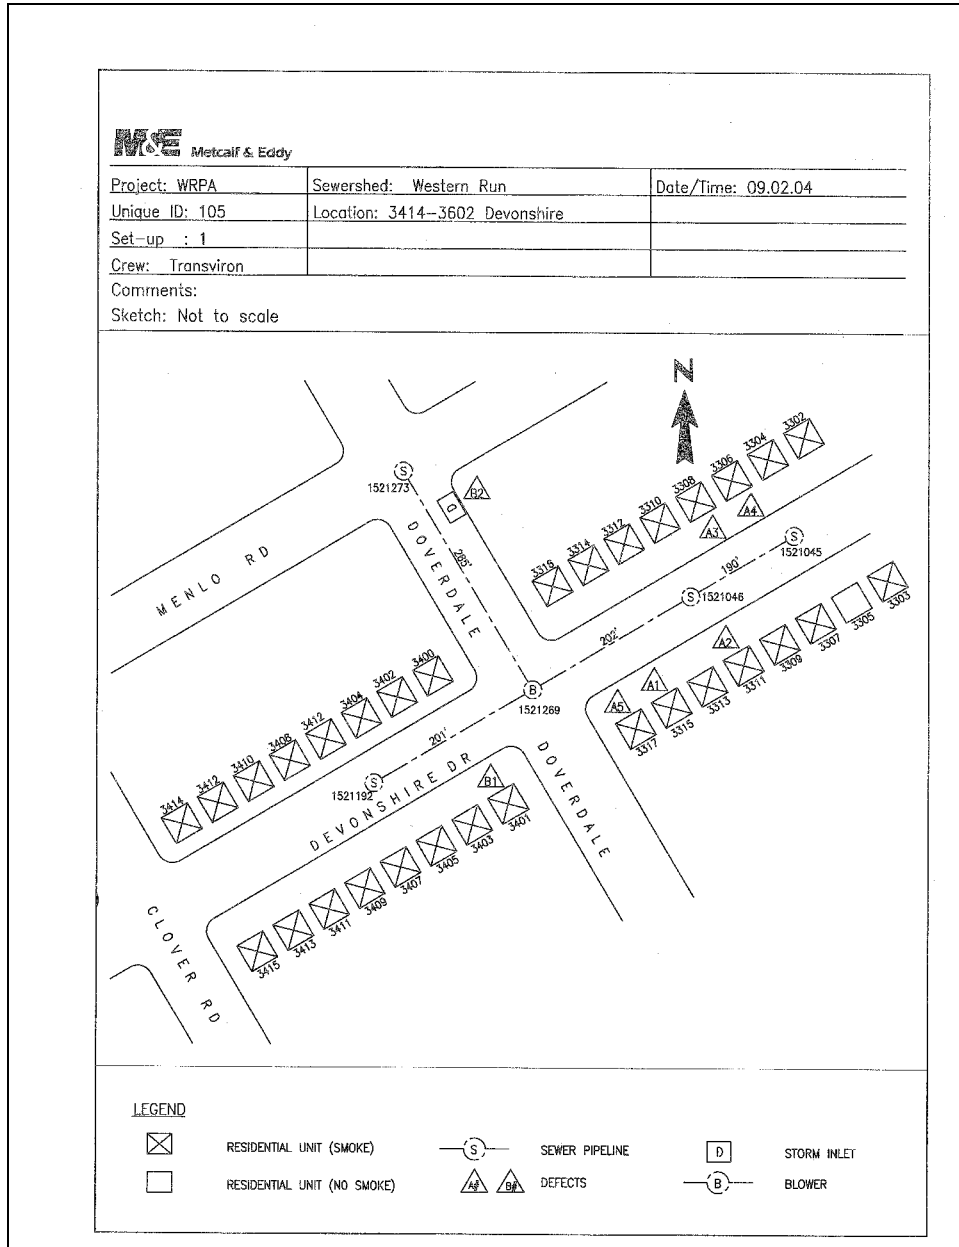 M&E Metcalf & Eddy
Project: WRPA Sewershed: Western Run Date/Time: 09.02.04
Unique ID: 105 Location: 3414-3602 Devonshire
Set-up : 1
Crew: Transviron
Comments:
Sketch: Not to scale
N
3302
3304
3306
3308
3310
3312
3314
3316
A4
A3
B2
D
S
1521273
285'
DOVERDALE
MENLO RD
S
1521045
190'
S
1521046
202'
B
1521269
201'
S
1521192
DEVONSHIRE DR
3400
3402
3404
3412
3408
3410
3412
3414
3303
3305
3307
3309
3311
3313
3315
3317
A2
A1
A5
DOVERDALE
B1
3401
3403
3405
3407
3409
3411
3413
3415
CLOVER RD
LEGEND
RESIDENTIAL UNIT (SMOKE) S SEWER PIPELINE D STORM INLET
RESIDENTIAL UNIT (NO SMOKE) A# B# DEFECTS B BLOWER